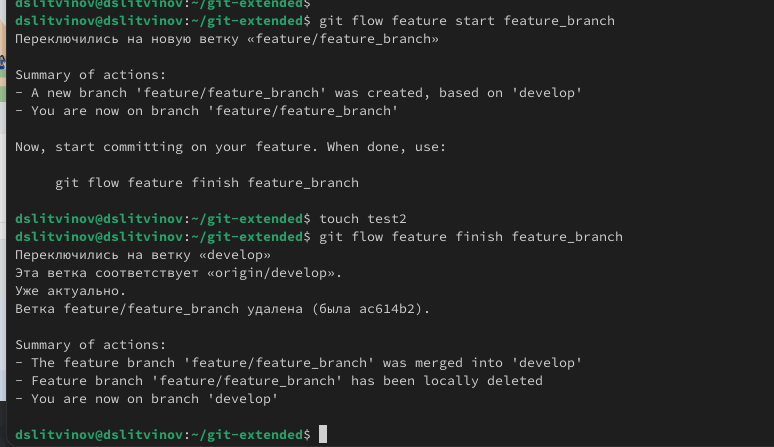 dslitvinov@dslitvinov:~/git-extended$
dslitvinov@dslitvinov:~/git-extended$ git flow feature start feature_branch
Переключились на новую ветку «feature/feature_branch»
Summary of actions:
- A new branch 'feature/feature_branch' was created, based on 'develop'
- You are now on branch 'feature/feature_branch'
Now, start committing on your feature. When done, use:
git flow feature finish feature_branch
dslitvinov@dslitvinov:~/git-extended$ touch test2
dslitvinov@dslitvinov:~/git-extended$ git flow feature finish feature_branch
Переключились на ветку «develop»
Эта ветка соответствует «origin/develop».
Уже актуально.
Ветка feature/feature_branch удалена (была ac614b2).
Summary of actions:
- The feature branch 'feature/feature_branch' was merged into 'develop'
- Feature branch 'feature/feature_branch' has been locally deleted
- You are now on branch 'develop'
dslitvinov@dslitvinov:~/git-extended$